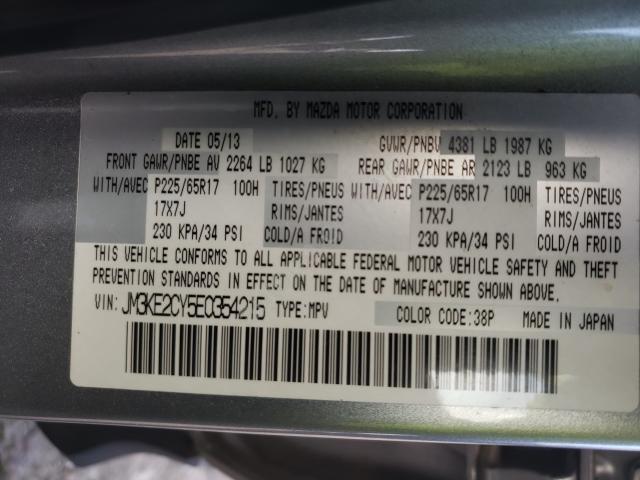 MFD. BY MAZDA MOTOR CORPORATION
DATE 05/13 GVWR/PNBV 4381 LB 1987 KG
FRONT GAWR/PNBE AV 2264 LB 1027 KG REAR GAWR/PNBE AR 2123 LB 963 KG
WITH/AVEC P225/65R17 100H TIRES/PNEUS WITH/AVEC P225/65R17 100H TIRES/PNEUS
17X7J RIMS/JANTES 17X7J RIMS/JANTES
230 KPA/34 PSI COLD/A FROID 230 KPA/34 PSI COLD/A FROID
THIS VEHICLE CONFORMS TO ALL APPLICABLE FEDERAL MOTOR VEHICLE SAFETY AND THEFT
PREVENTION STANDARDS IN EFFECT ON THE DATE OF MANUFACTURE SHOWN ABOVE.
VIN: JM3KE2CY5E0354215 TYPE:MPV COLOR CODE:38P MADE IN JAPAN